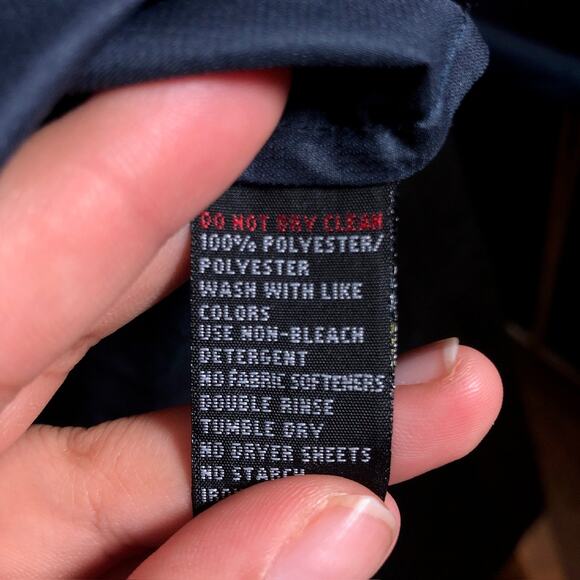 DO NOT DRY CLEAN
100% POLYESTER/
POLYESTER
WASH WITH LIKE
COLORS
USE NON-BLEACH
DETERGENT
NO FABRIC SOFTENERS
DOUBLE RINSE
TUMBLE DRY
NO DRYER SHEETS
NO STARCH